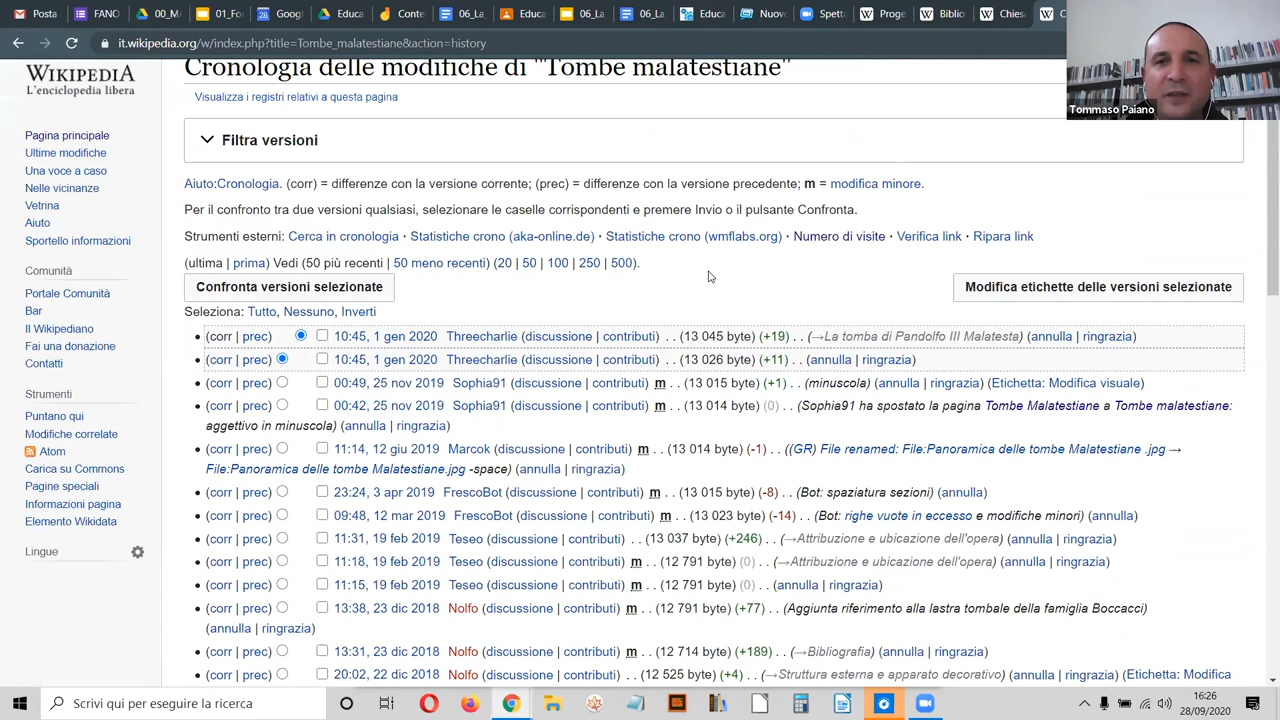 Posta
FANO
00_M
01_Fo
Googl
Educa
Conte
06_La
Educa
06_La
06_La
Educa
Nuov
Spett
Proge
Biblio
Chies
C
it.wikipedia.org/w/index.php?title=Tombe_malatestiane&action=history
Tommaso Paiano
WIKIPEDIA
L'enciclopedia libera
Pagina principale
Ultime modifiche
Una voce a caso
Nelle vicinanze
Vetrina
Aiuto
Sportello informazioni
Comunità
Portale Comunità
Bar
Il Wikipediano
Fai una donazione
Contatti
Strumenti
Puntano qui
Modifiche correlate
Atom
Carica su Commons
Pagine speciali
Informazioni pagina
Elemento Wikidata
Lingue
Cronologia delle modifiche di "Tombe malatestiane"
Visualizza i registri relativi a questa pagina
Filtra versioni
Aiuto:Cronologia. (corr) = differenze con la versione corrente; (prec) = differenze con la versione precedente; m = modifica minore.
Per il confronto tra due versioni qualsiasi, selezionare le caselle corrispondenti e premere Invio o il pulsante Confronta.
Strumenti esterni: Cerca in cronologia · Statistiche crono (aka-online.de) · Statistiche crono (wmflabs.org) · Numero di visite · Verifica link · Ripara link
(ultima | prima) Vedi (50 più recenti | 50 meno recenti) (20 | 50 | 100 | 250 | 500).
Confronta versioni selezionate
Modifica etichette delle versioni selezionate
Seleziona: Tutto, Nessuno, Inverti
(corr | prec) 10:45, 1 gen 2020 Threecharlie (discussione | contributi) . . (13 045 byte) (+19) . . (→La tomba di Pandolfo III Malatesta) (annulla | ringrazia)
(corr | prec) 10:45, 1 gen 2020 Threecharlie (discussione | contributi) . . (13 026 byte) (+11) . . (annulla | ringrazia)
(corr | prec) 00:49, 25 nov 2019 Sophia91 (discussione | contributi) m . . (13 015 byte) (+1) . . (minuscola) (annulla | ringrazia) (Etichetta: Modifica visuale)
(corr | prec) 00:42, 25 nov 2019 Sophia91 (discussione | contributi) m . . (13 014 byte) (0) . . (Sophia91 ha spostato la pagina Tombe Malatestiane a Tombe malatestiane:
aggettivo in minuscola) (annulla | ringrazia)
(corr | prec) 11:14, 12 giu 2019 Marcok (discussione | contributi) m . . (13 014 byte) (-1) . . ((GR) File renamed: File:Panoramica delle tombe Malatestiane .jpg →
File:Panoramica delle tombe Malatestiane.jpg -space) (annulla | ringrazia)
(corr | prec) 23:24, 3 apr 2019 FrescoBot (discussione | contributi) m . . (13 015 byte) (-8) . . (Bot: spaziatura sezioni) (annulla)
(corr | prec) 09:48, 12 mar 2019 FrescoBot (discussione | contributi) m . . (13 023 byte) (-14) . . (Bot: righe vuote in eccesso e modifiche minori) (annulla)
(corr | prec) 11:31, 19 feb 2019 Teseo (discussione | contributi) . . (13 037 byte) (+246) . . (→Attribuzione e ubicazione dell'opera) (annulla | ringrazia)
(corr | prec) 11:18, 19 feb 2019 Teseo (discussione | contributi) m . . (12 791 byte) (0) . . (→Attribuzione e ubicazione dell'opera) (annulla | ringrazia)
(corr | prec) 11:15, 19 feb 2019 Teseo (discussione | contributi) m . . (12 791 byte) (0) . . (annulla | ringrazia)
(corr | prec) 13:38, 23 dic 2018 Nolfo (discussione | contributi) m . . (12 791 byte) (+77) . . (Aggiunta riferimento alla lastra tombale della famiglia Boccacci)
(annulla | ringrazia)
(corr | prec) 13:31, 23 dic 2018 Nolfo (discussione | contributi) m . . (12 714 byte) (+189) . . (→Bibliografia) (annulla | ringrazia)
(corr | prec) 20:02, 22 dic 2018 Nolfo (discussione | contributi) m . . (12 525 byte) (+4) . . (→Struttura esterna e apparato decorativo) (annulla | ringrazia) (Etichetta: Modifica
Scrivi qui per eseguire la ricerca
16:26
28/09/2020